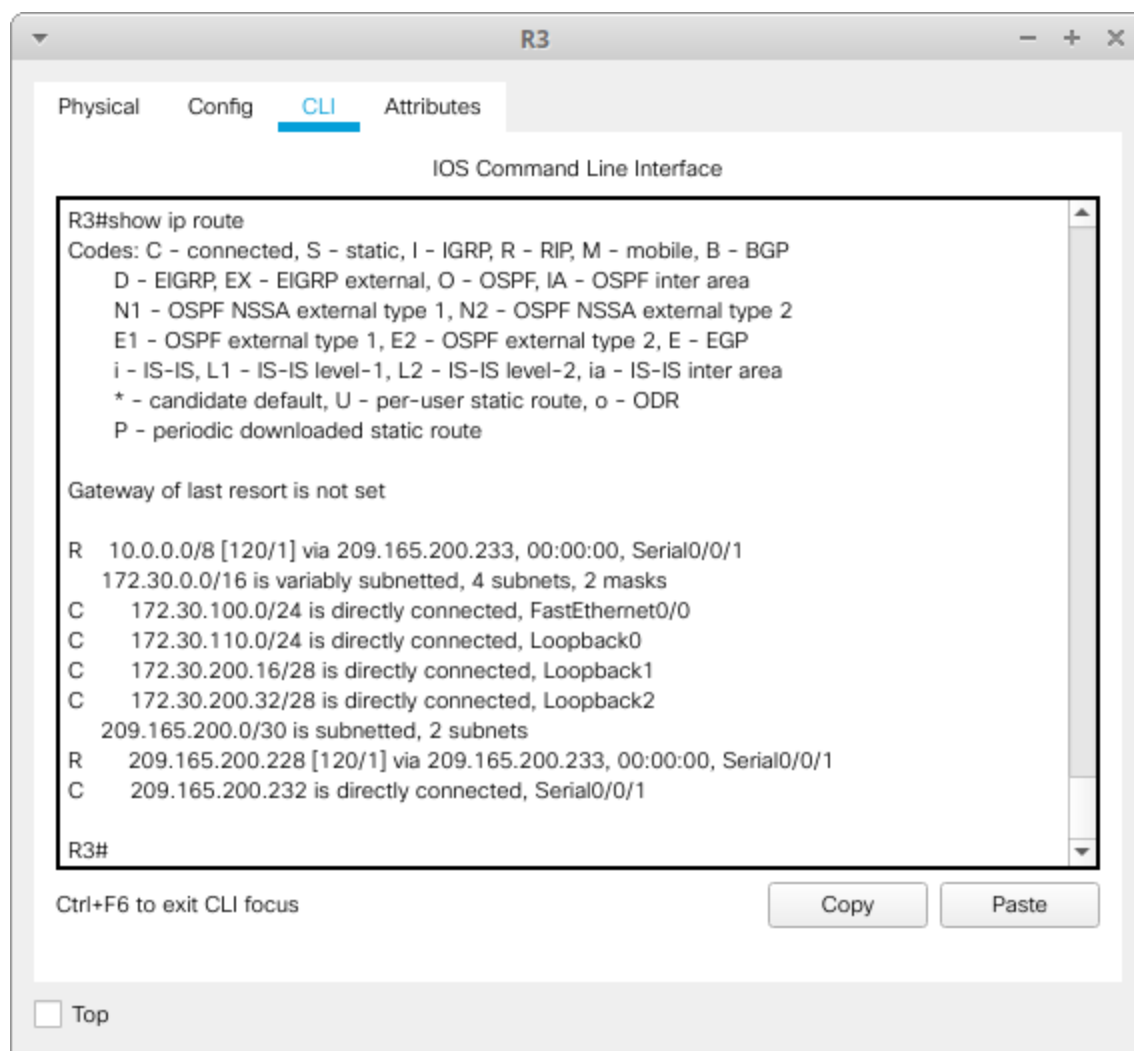 R3
Physical Config CLI Attributes
IOS Command Line Interface
R3#show ip route
Codes: C - connected, S - static, I - IGRP, R - RIP, M - mobile, B - BGP
D - EIGRP, EX - EIGRP external, O - OSPF, IA - OSPF inter area
N1 - OSPF NSSA external type 1, N2 - OSPF NSSA external type 2
E1 - OSPF external type 1, E2 - OSPF external type 2, E - EGP
i - IS-IS, L1 - IS-IS level-1, L2 - IS-IS level-2, ia - IS-IS inter area
* - candidate default, U - per-user static route, o - ODR
P - periodic downloaded static route
Gateway of last resort is not set
R 10.0.0.0/8 [120/1] via 209.165.200.233, 00:00:00, Serial0/0/1
172.30.0.0/16 is variably subnetted, 4 subnets, 2 masks
C 172.30.100.0/24 is directly connected, FastEthernet0/0
C 172.30.110.0/24 is directly connected, Loopback0
C 172.30.200.16/28 is directly connected, Loopback1
C 172.30.200.32/28 is directly connected, Loopback2
209.165.200.0/30 is subnetted, 2 subnets
R 209.165.200.228 [120/1] via 209.165.200.233, 00:00:00, Serial0/0/1
C 209.165.200.232 is directly connected, Serial0/0/1
R3#
Ctrl+F6 to exit CLI focus Copy Paste
Top